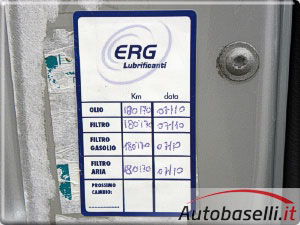 ERG
Lubrificanti
Km data
OLIO 180170 07/10
FILTRO 180170 07/10
FILTRO
GASOLIO 180170 07/10
FILTRO
ARIA 180170 07/10
PROSSIMO
CAMBIO:
Autobaselli.it